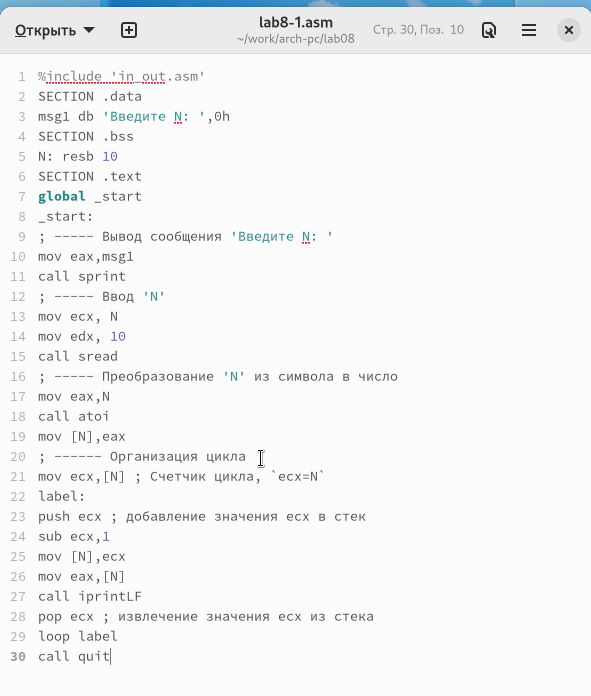 Открыть
lab8-1.asm
~/work/arch-pc/lab08
Стр. 30, Поз. 10
1 %include 'in_out.asm'
2 SECTION .data
3 msg1 db 'Введите N: ',0h
4 SECTION .bss
5 N: resb 10
6 SECTION .text
7 global _start
8 _start:
9 ; ----- Вывод сообщения 'Введите N: '
10 mov eax,msg1
11 call sprint
12 ; ----- Ввод 'N'
13 mov ecx, N
14 mov edx, 10
15 call sread
16 ; ----- Преобразование 'N' из символа в число
17 mov eax,N
18 call atoi
19 mov [N],eax
20 ; ------ Организация цикла
21 mov ecx,[N] ; Счетчик цикла, `ecx=N`
22 label:
23 push ecx ; добавление значения ecx в стек
24 sub ecx,1
25 mov [N],ecx
26 mov eax,[N]
27 call iprintLF
28 pop ecx ; извлечение значения ecx из стека
29 loop label
30 call quit